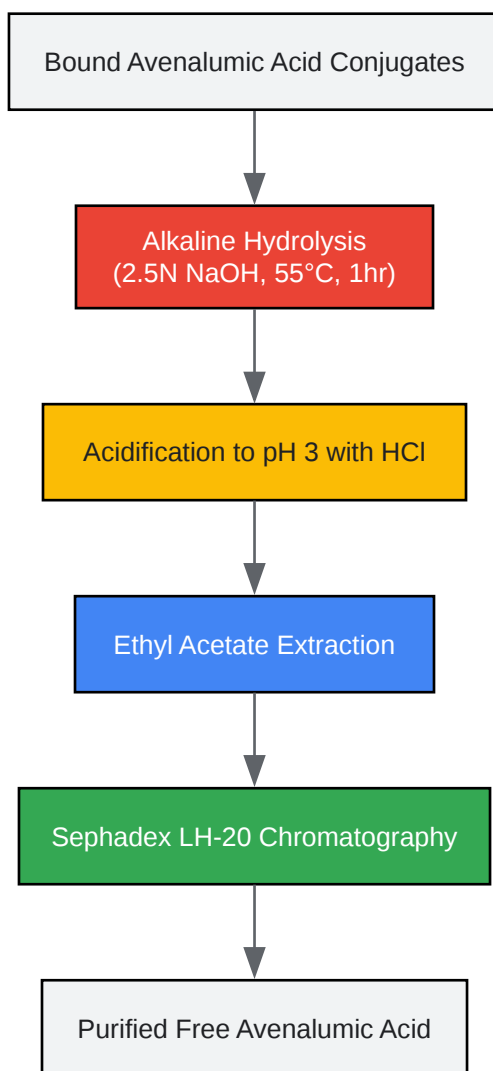 Bound Avenalumic Acid Conjugates
Alkaline Hydrolysis
(2.5N NaOH, 55°C, 1hr)
Acidification to pH 3 with HCl
Ethyl Acetate Extraction
Sephadex LH-20 Chromatography
Purified Free Avenalumic Acid